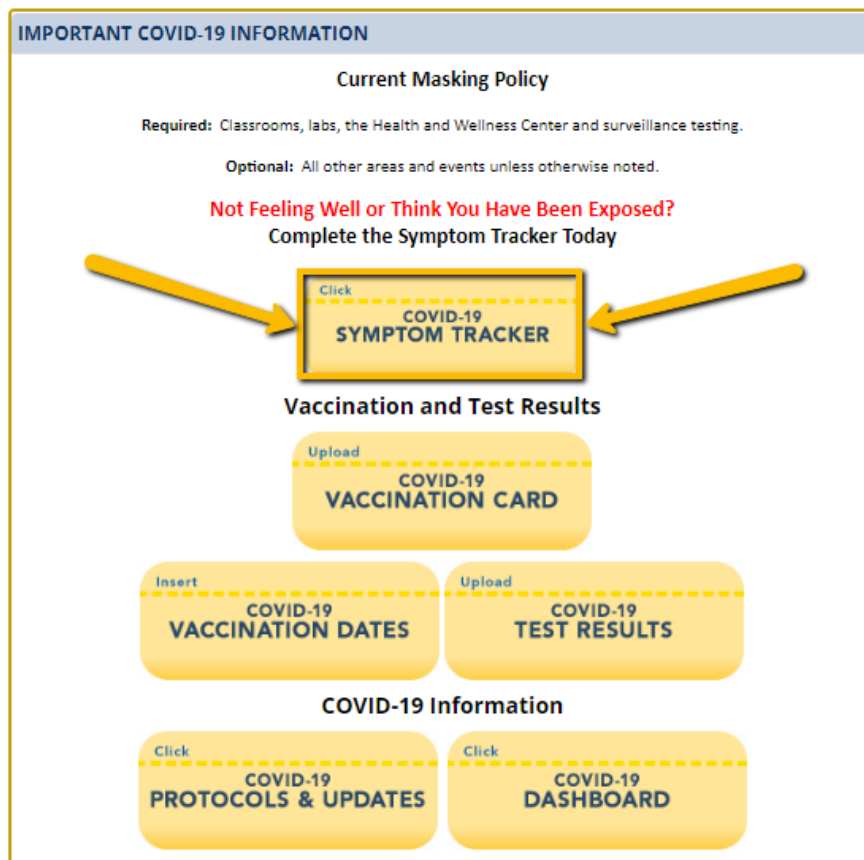 IMPORTANT COVID-19 INFORMATION
Current Masking Policy
Required: Classrooms, labs, the Health and Wellness Center and surveillance testing.
Optional: All other areas and events unless otherwise noted.
Not Feeling Well or Think You Have Been Exposed?
Complete the Symptom Tracker Today
Click
COVID-19
SYMPTOM TRACKER
Vaccination and Test Results
Upload
COVID-19
VACCINATION CARD
Insert
COVID-19
VACCINATION DATES
Upload
COVID-19
TEST RESULTS
COVID-19 Information
Click
COVID-19
PROTOCOLS & UPDATES
Click
COVID-19
DASHBOARD